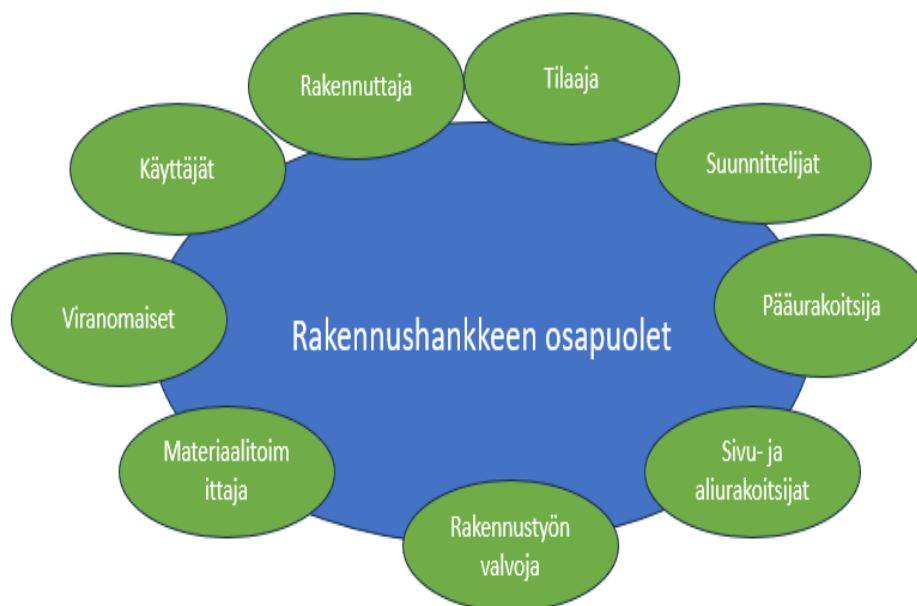 Rakennuttaja
Tilaaja
Käyttäjät
Suunnittelijat
Viranomaiset
Pääurakoitsija
Rakennushankkeen osapuolet
Materiaalitoim
ittaja
Sivu- ja
aliurakoitsijat
Rakennustyön
valvoja